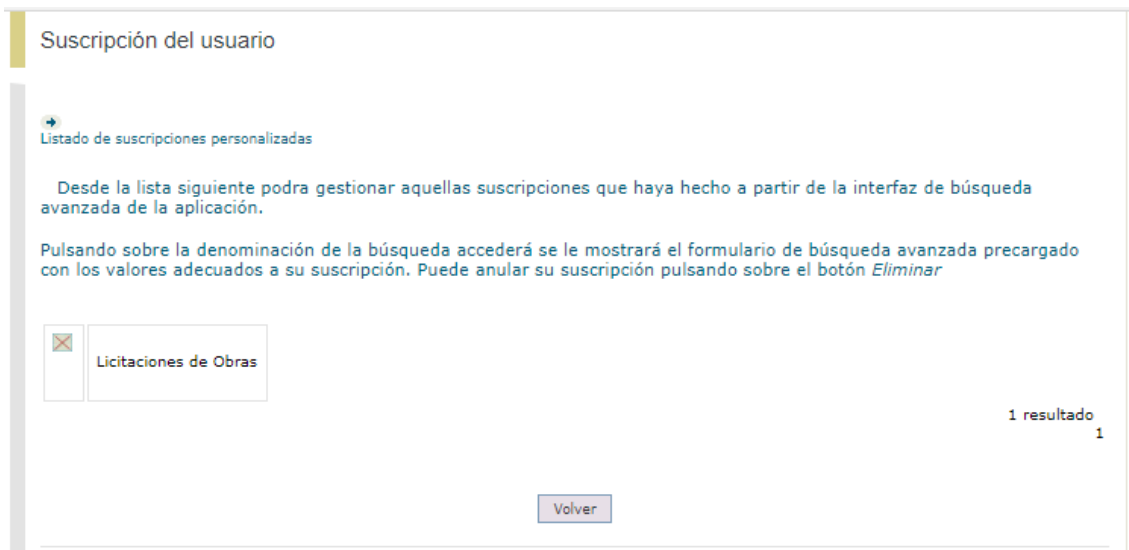 Suscripción del usuario
Listado de suscripciones personalizadas
Desde la lista siguiente podra gestionar aquellas suscripciones que haya hecho a partir de la interfaz de búsqueda
avanzada de la aplicación.
Pulsando sobre la denominación de la búsqueda accederá se le mostrará el formulario de búsqueda avanzada precargado
con los valores adecuados a su suscripción. Puede anular su suscripción pulsando sobre el botón Eliminar
Licitaciones de Obras
1 resultado
1
Volver